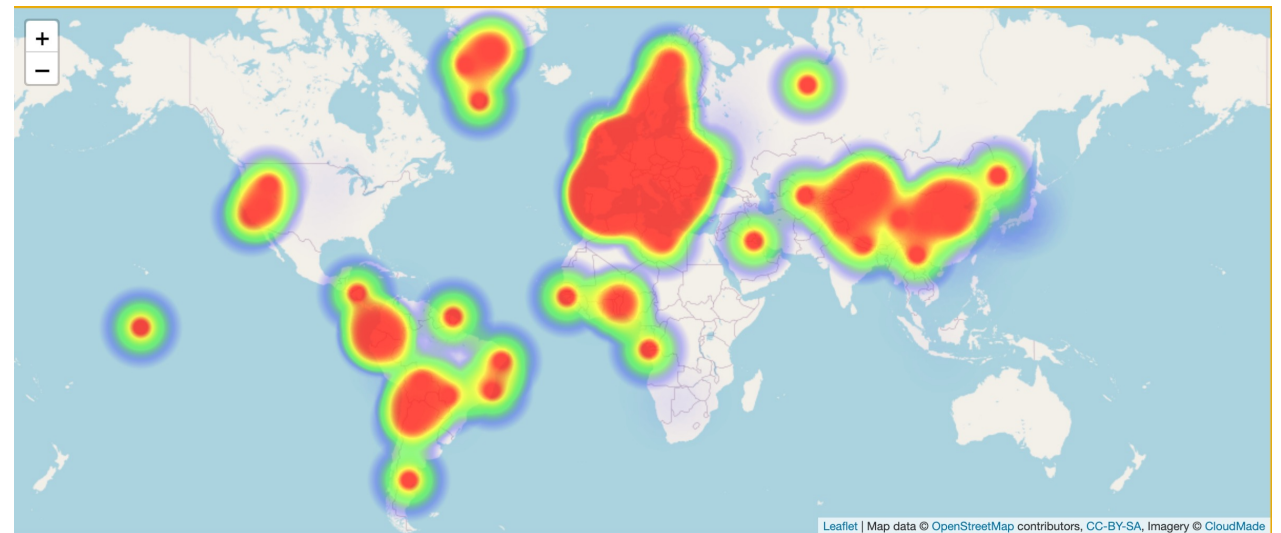 +
−
Leaflet | Map data © OpenStreetMap contributors, CC-BY-SA, Imagery © CloudMade